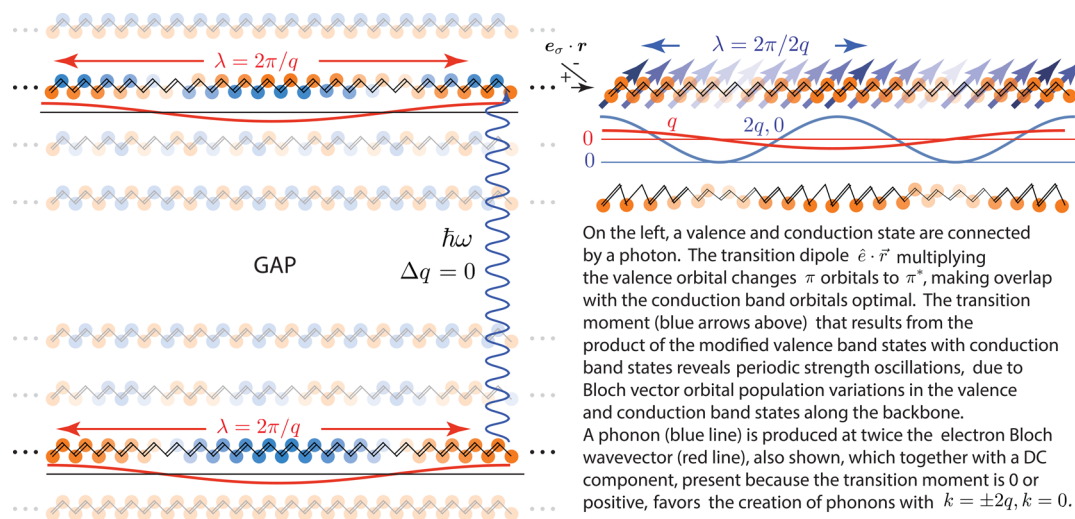 λ = 2π/q
ħω
Δq = 0
GAP
λ = 2π/q
e_σ · r
-
+
λ = 2π/2q
q
2q, 0
0
0
On the left, a valence and conduction state are connected
by a photon. The transition dipole ê · r⃗ multiplying
the valence orbital changes π orbitals to π*, making overlap
with the conduction band orbitals optimal. The transition
moment (blue arrows above) that results from the
product of the modified valence band states with conduction
band states reveals periodic strength oscillations, due to
Bloch vector orbital population variations in the valence
and conduction band states along the backbone.
A phonon (blue line) is produced at twice the electron Bloch
wavevector (red line), also shown, which together with a DC
component, present because the transition moment is 0 or
positive, favors the creation of phonons with k = ±2q, k = 0.